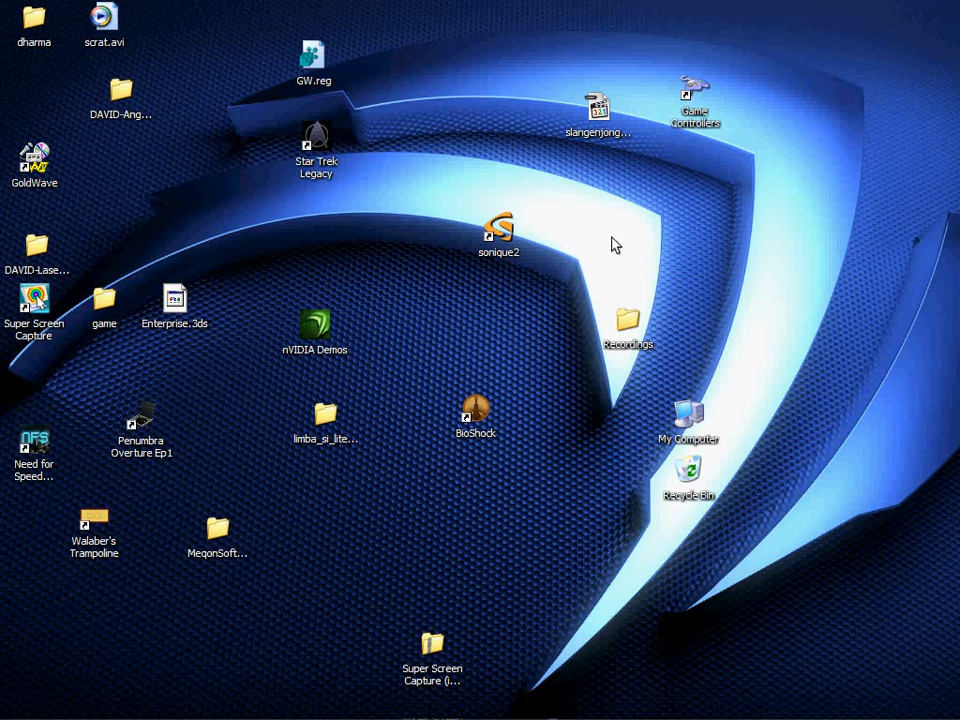 dharma
scrat.avi
GW.reg
DAVID-Ang...
Game
Controllers
slangenjong...
Star Trek
Legacy
GoldWave
sonique2
DAVID-Lase...
Super Screen
Capture
game
Enterprise.3ds
nVIDIA Demos
Recordings
limba_si_lite...
BioShock
My Computer
Penumbra
Overture Ep1
NFS
Need for
Speed...
Recycle Bin
Walaber's
Trampoline
MeqonSoft...
Super Screen
Capture (i...